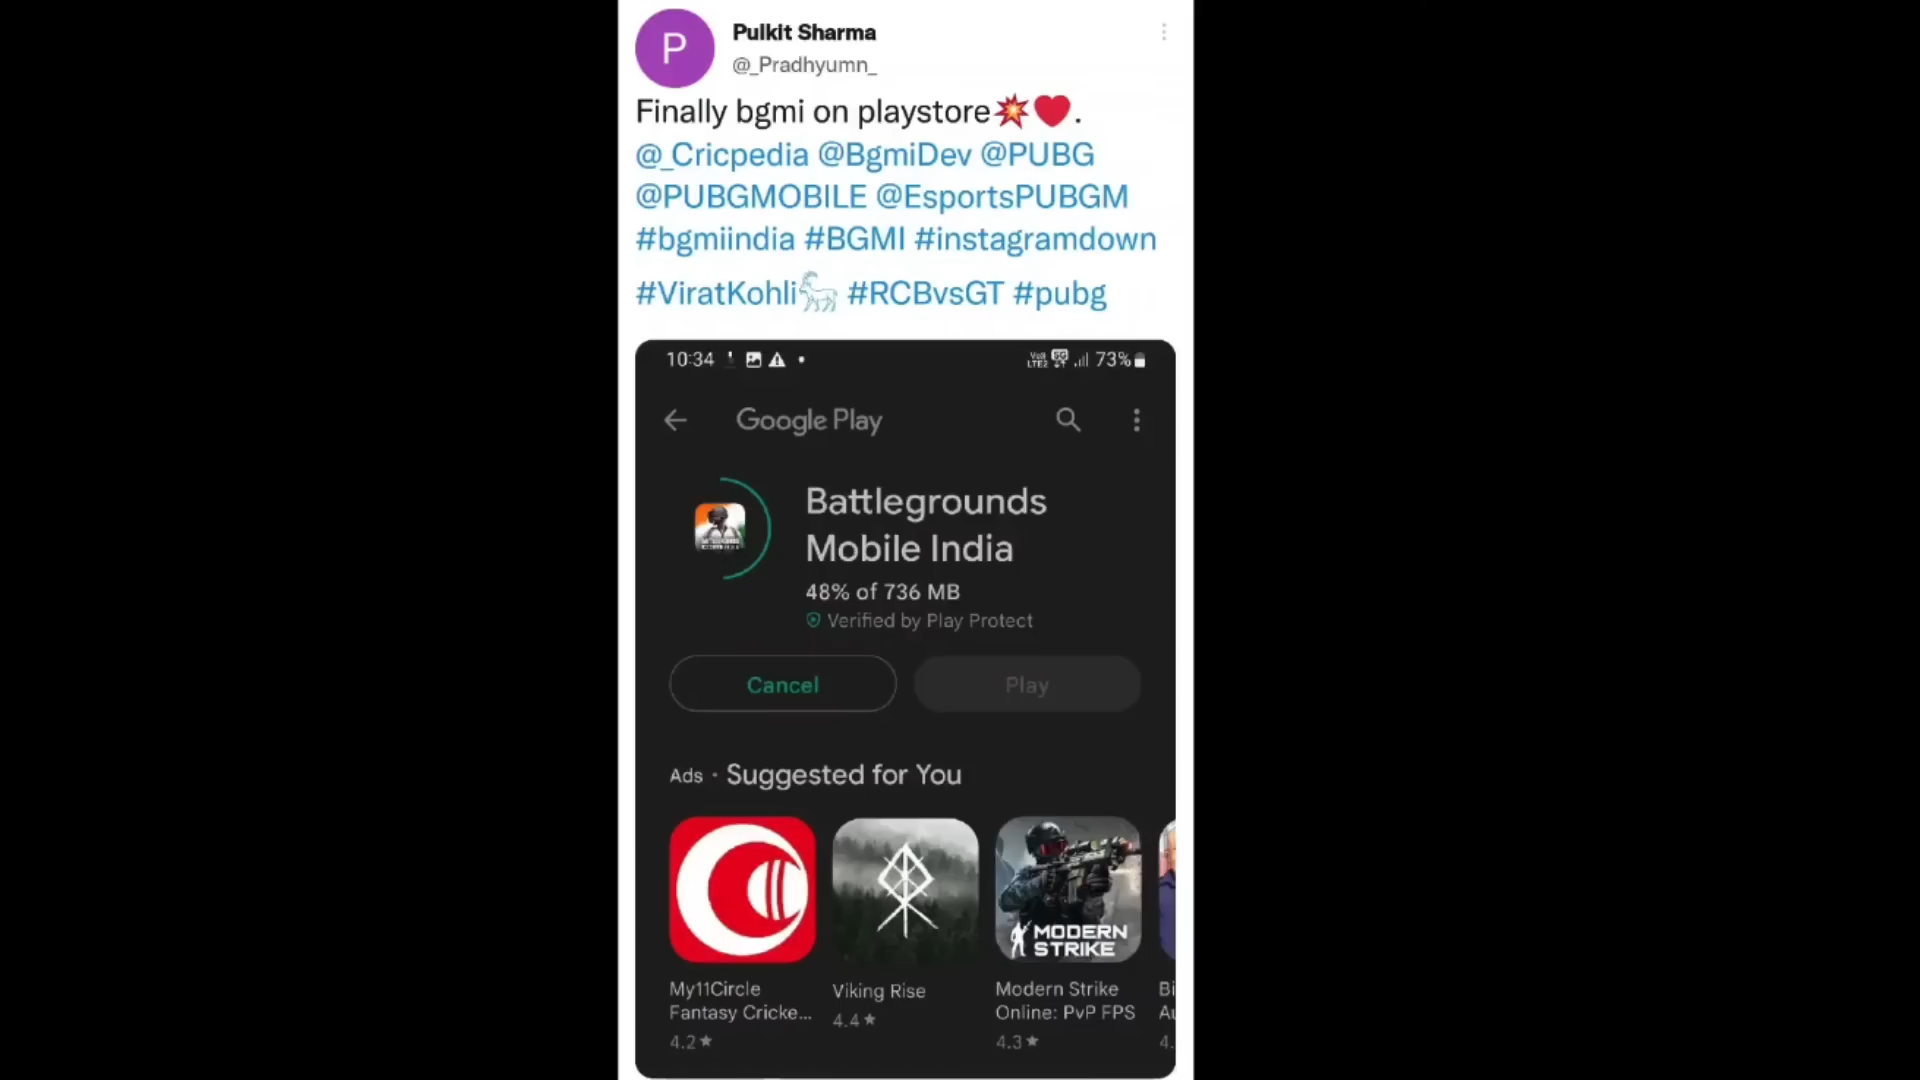 P
Pulkit Sharma
@_Pradhyumn_
Finally bgmi on playstore💥❤️.
@_Cricpedia @BgmiDev @PUBG
@PUBGMOBILE @EsportsPUBGM
#bgmiindia #BGMI #instagramdown
#ViratKohli🐐 #RCBvsGT #pubg
10:34 73%
Google Play
Battlegrounds
Mobile India
48% of 736 MB
Verified by Play Protect
Cancel Play
Ads · Suggested for You
MODERN
STRIKE
My11Circle
Fantasy Cricke...
4.2★
Viking Rise
4.4★
Modern Strike
Online: PvP FPS
4.3★
Bi
Au
4.